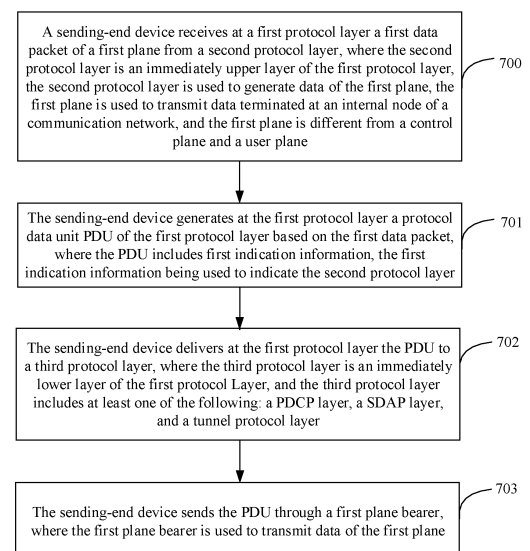 A sending-end device receives at a first protocol layer a first data
packet of a first plane from a second protocol layer, where the second
protocol layer is an immediately upper layer of the first protocol layer,
the second protocol layer is used to generate data of the first plane, the
first plane is used to transmit data terminated at an internal node of a
communication network, and the first plane is different from a control
plane and a user plane
700
The sending-end device generates at the first protocol layer a protocol
data unit PDU of the first protocol layer based on the first data packet,
where the PDU includes first indication information, the first
indication information being used to indicate the second protocol layer
701
The sending-end device delivers at the first protocol layer the PDU to
a third protocol layer, where the third protocol layer is an immediately
lower layer of the first protocol Layer, and the third protocol layer
includes at least one of the following: a PDCP layer, a SDAP layer,
and a tunnel protocol layer
702
The sending-end device sends the PDU through a first plane bearer,
where the first plane bearer is used to transmit data of the first plane
703